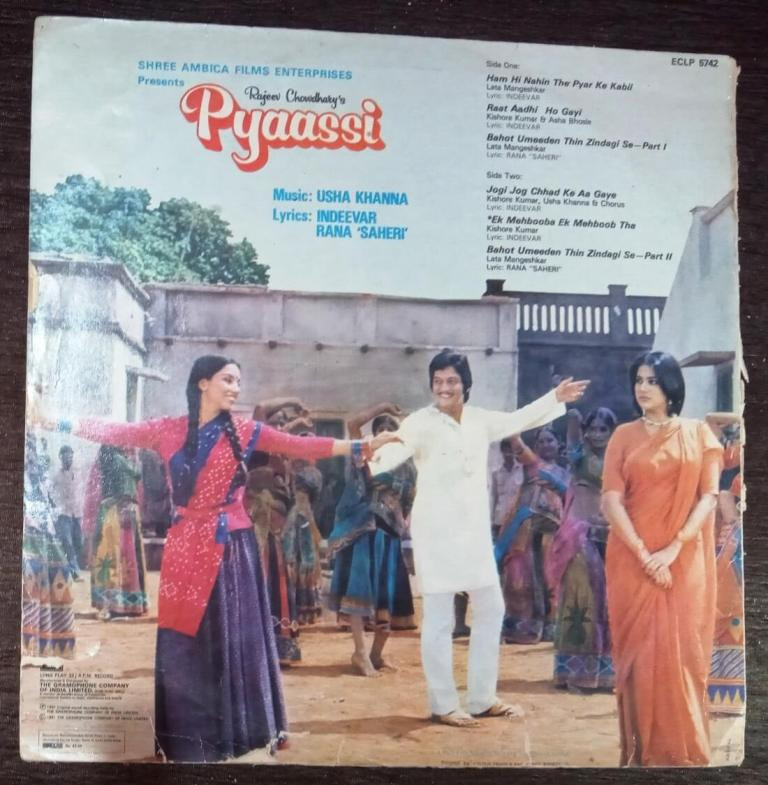 SHREE AMBICA FILMS ENTERPRISES
Presents
Rajeev Chowdhary's
Pyaassi
Music: USHA KHANNA
Lyrics: INDEEVAR
RANA 'SAHERI'
ECLP 5742
Side One:
Ham Hi Nahin The Pyar Ke Kabil
Lata Mangeshkar
Lyric: INDEEVAR
Raat Aadhi Ho Gayi
Kishore Kumar & Asha Bhosle
Lyric: INDEEVAR
Bahot Umeeden Thin Zindagi Se—Part I
Lata Mangeshkar
Lyric: RANA "SAHERI"
Side Two:
Jogi Jog Chhad Ke Aa Gaye
Kishore Kumar, Usha Khanna & Chorus
Lyric: INDEEVAR
*Ek Mehbooba Ek Mehboob Tha
Kishore Kumar
Lyric: INDEEVAR
Bahot Umeeden Thin Zindagi Se—Part II
Lata Mangeshkar
Lyric: RANA "SAHERI"
LONG PLAY 33⅓ R.P.M. RECORD
THE GRAMOPHONE COMPANY
OF INDIA LIMITED